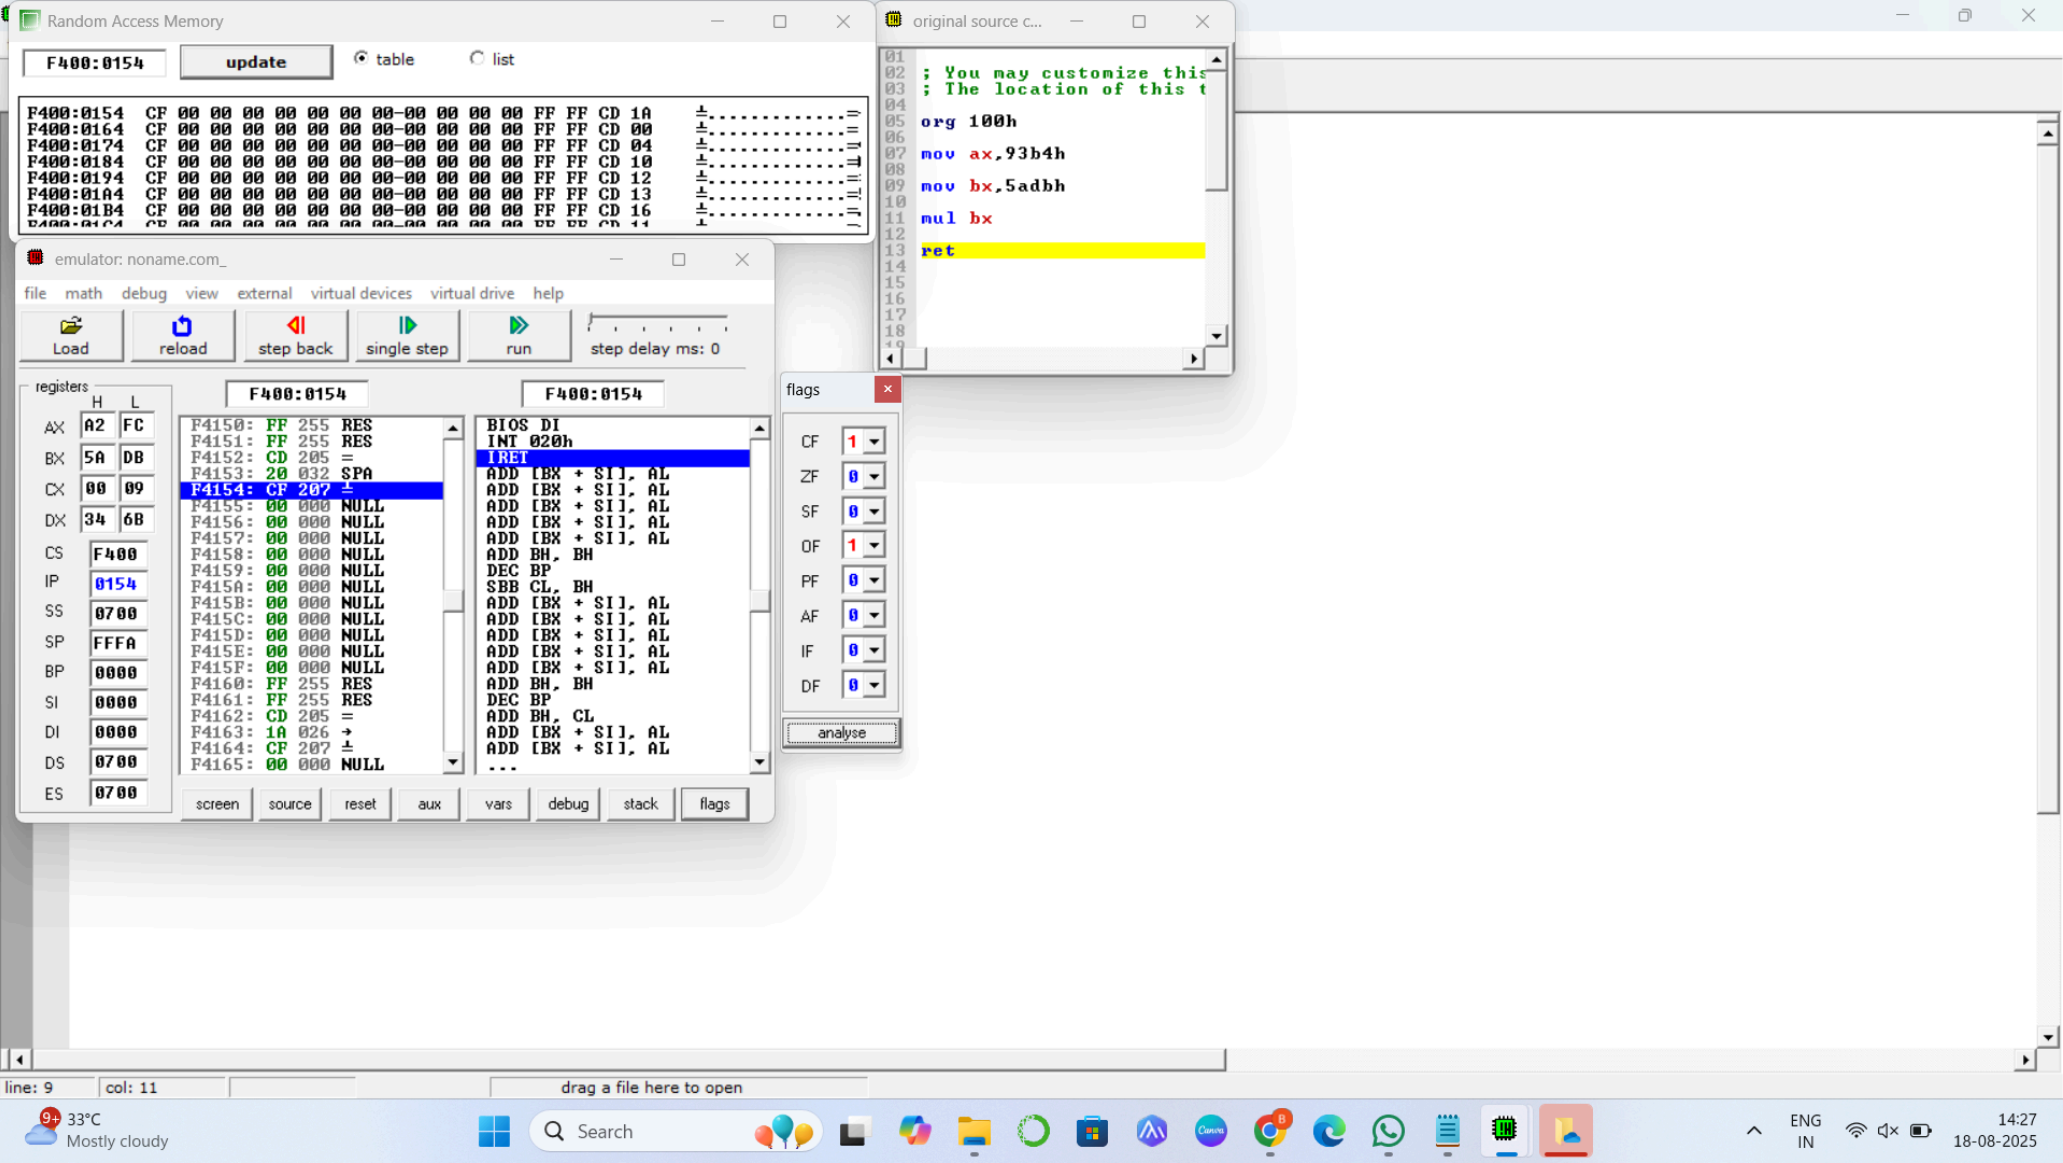 Random Access Memory
F400:0154
update
table
list
F400:0154 CF 00 00 00 00 00 00 00-00 00 00 00 FF FF CD 1A
F400:0164 CF 00 00 00 00 00 00 00-00 00 00 00 FF FF CD 00
F400:0174 CF 00 00 00 00 00 00 00-00 00 00 00 FF FF CD 04
F400:0184 CF 00 00 00 00 00 00 00-00 00 00 00 FF FF CD 10
F400:0194 CF 00 00 00 00 00 00 00-00 00 00 00 FF FF CD 12
F400:01A4 CF 00 00 00 00 00 00 00-00 00 00 00 FF FF CD 13
F400:01B4 CF 00 00 00 00 00 00 00-00 00 00 00 FF FF CD 16
original source c...
01
02 ; You may customize this
03 ; The location of this t
04
05 org 100h
06
07 mov ax,93b4h
08
09 mov bx,5adbh
10
11 mul bx
12
13 ret
14
15
16
17
18
19
emulator: noname.com_
file math debug view external virtual devices virtual drive help
Load reload step back single step run step delay ms: 0
registers
H L
AX A2 FC
BX 5A DB
CX 00 09
DX 34 6B
CS F400
IP 0154
SS 0700
SP FFFA
BP 0000
SI 0000
DI 0000
DS 0700
ES 0700
F400:0154
F4150: FF 255 RES
F4151: FF 255 RES
F4152: CD 205 =
F4153: 20 032 SPA
F4154: CF 207 ╧
F4155: 00 000 NULL
F4156: 00 000 NULL
F4157: 00 000 NULL
F4158: 00 000 NULL
F4159: 00 000 NULL
F415A: 00 000 NULL
F415B: 00 000 NULL
F415C: 00 000 NULL
F415D: 00 000 NULL
F415E: 00 000 NULL
F415F: 00 000 NULL
F4160: FF 255 RES
F4161: FF 255 RES
F4162: CD 205 =
F4163: 1A 026 →
F4164: CF 207 ╧
F4165: 00 000 NULL
F400:0154
BIOS DI
INT 020h
IRET
ADD [BX + SI], AL
ADD [BX + SI], AL
ADD [BX + SI], AL
ADD [BX + SI], AL
ADD [BX + SI], AL
ADD BH, BH
DEC BP
SBB CL, BH
ADD [BX + SI], AL
ADD [BX + SI], AL
ADD [BX + SI], AL
ADD [BX + SI], AL
ADD [BX + SI], AL
ADD BH, BH
DEC BP
ADD BH, CL
ADD [BX + SI], AL
ADD [BX + SI], AL
...
screen source reset aux vars debug stack flags
flags
CF 1
ZF 0
SF 0
OF 1
PF 0
AF 0
IF 0
DF 0
analyse
line: 9
col: 11
drag a file here to open
9+
33°C
Mostly cloudy
Search
Canva
B
ENG
IN
14:27
18-08-2025